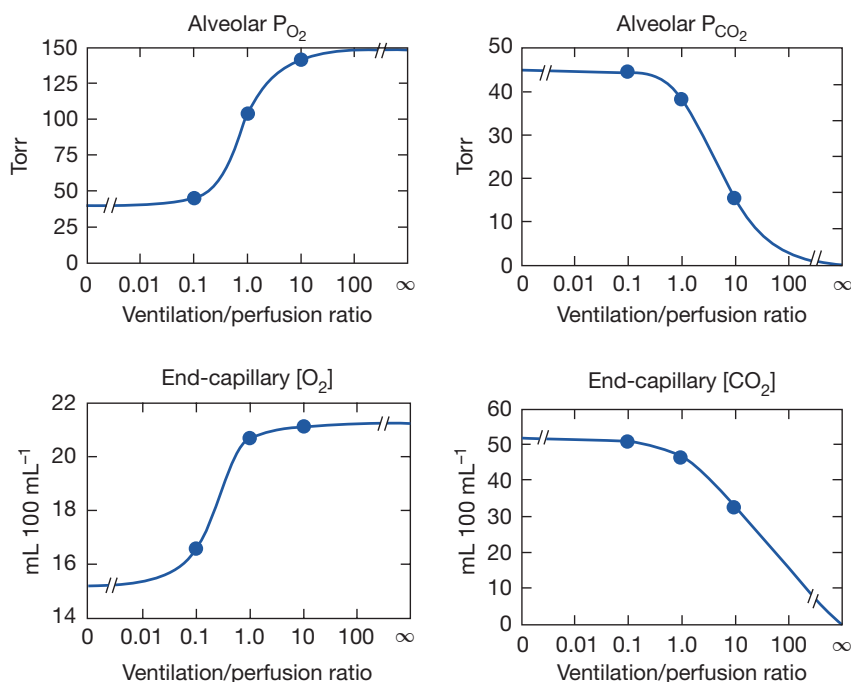 Alveolar P_O₂
Torr
150
125
100
75
50
25
0
0 0.01 0.1 1.0 10 100 ∞
Ventilation/perfusion ratio
Alveolar P_CO₂
Torr
50
40
30
20
10
0
0 0.01 0.1 1.0 10 100 ∞
Ventilation/perfusion ratio
End-capillary [O₂]
mL 100 mL⁻¹
22
20
18
16
14
0 0.01 0.1 1.0 10 100 ∞
Ventilation/perfusion ratio
End-capillary [CO₂]
mL 100 mL⁻¹
60
50
40
30
20
10
0
0 0.01 0.1 1.0 10 100 ∞
Ventilation/perfusion ratio